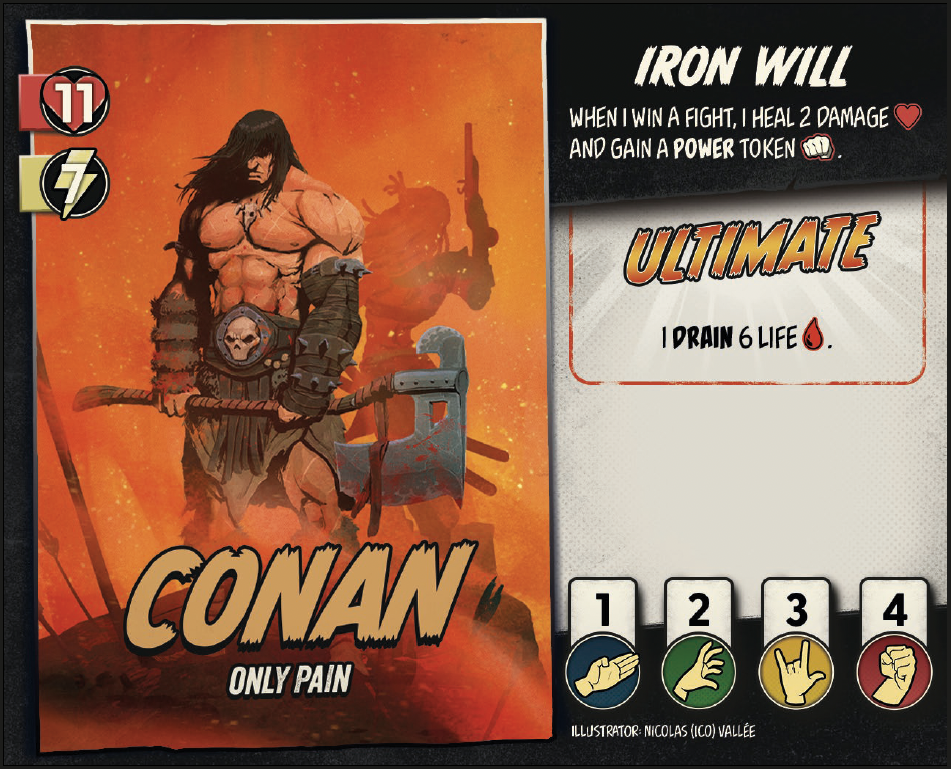 11
7
CONAN
ONLY PAIN
IRON WILL
WHEN I WIN A FIGHT, I HEAL 2 DAMAGE
AND GAIN A POWER TOKEN .
ULTIMATE
I DRAIN 6 LIFE .
1 2 3 4
ILLUSTRATOR: NICOLAS (ICO) VALLÉE